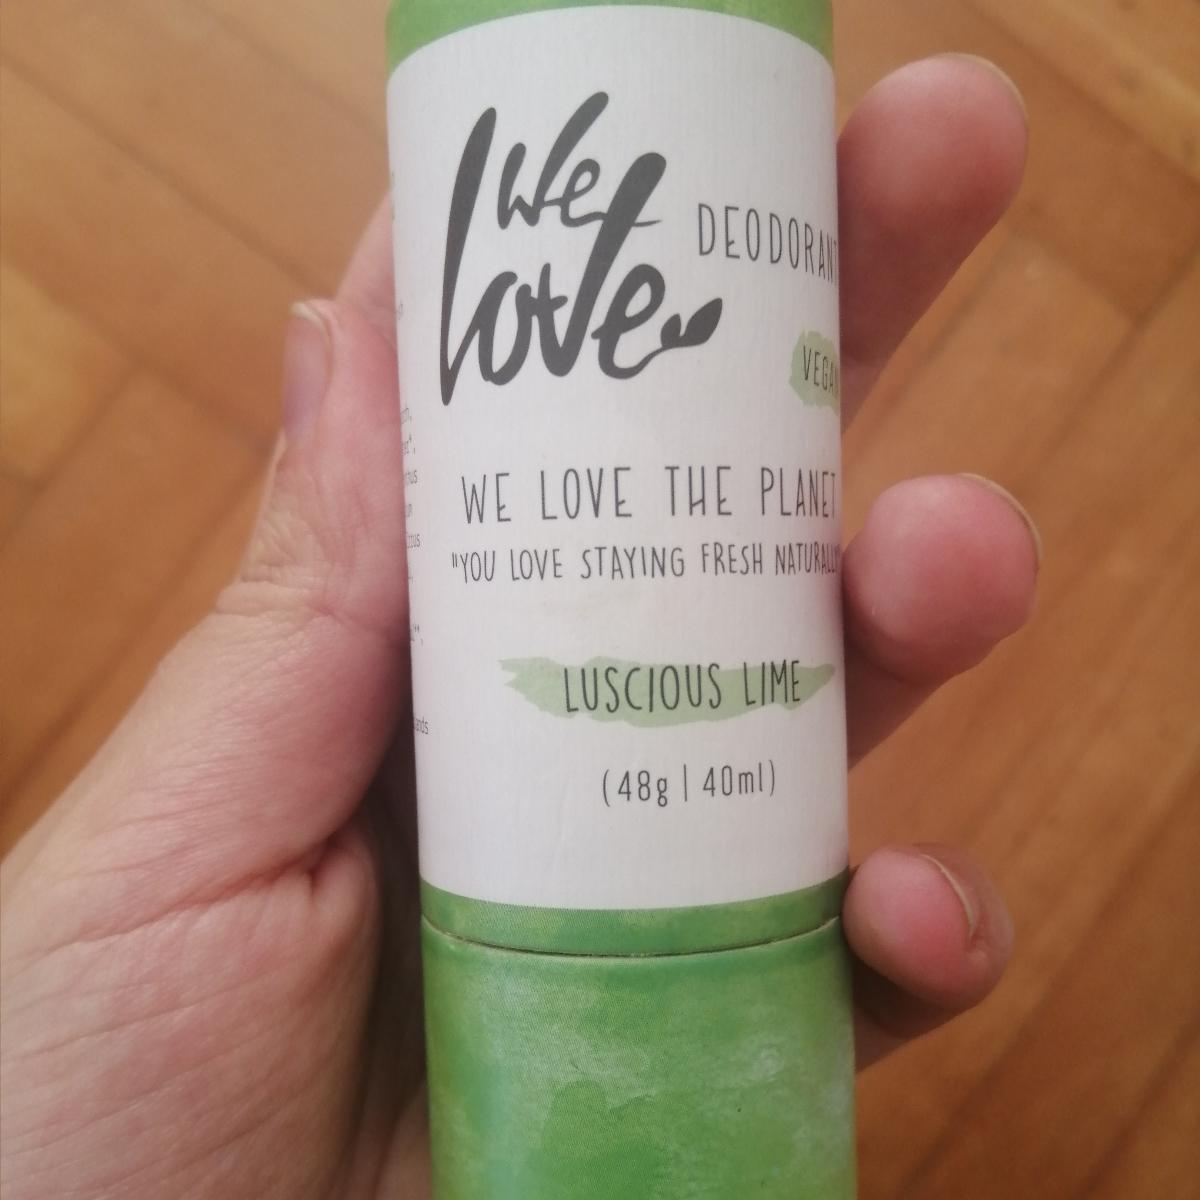 We
love
DEODORANT
VEGAN
WE LOVE THE PLANET
"YOU LOVE STAYING FRESH NATURALLY
LUSCIOUS LIME
(48g | 40ml)